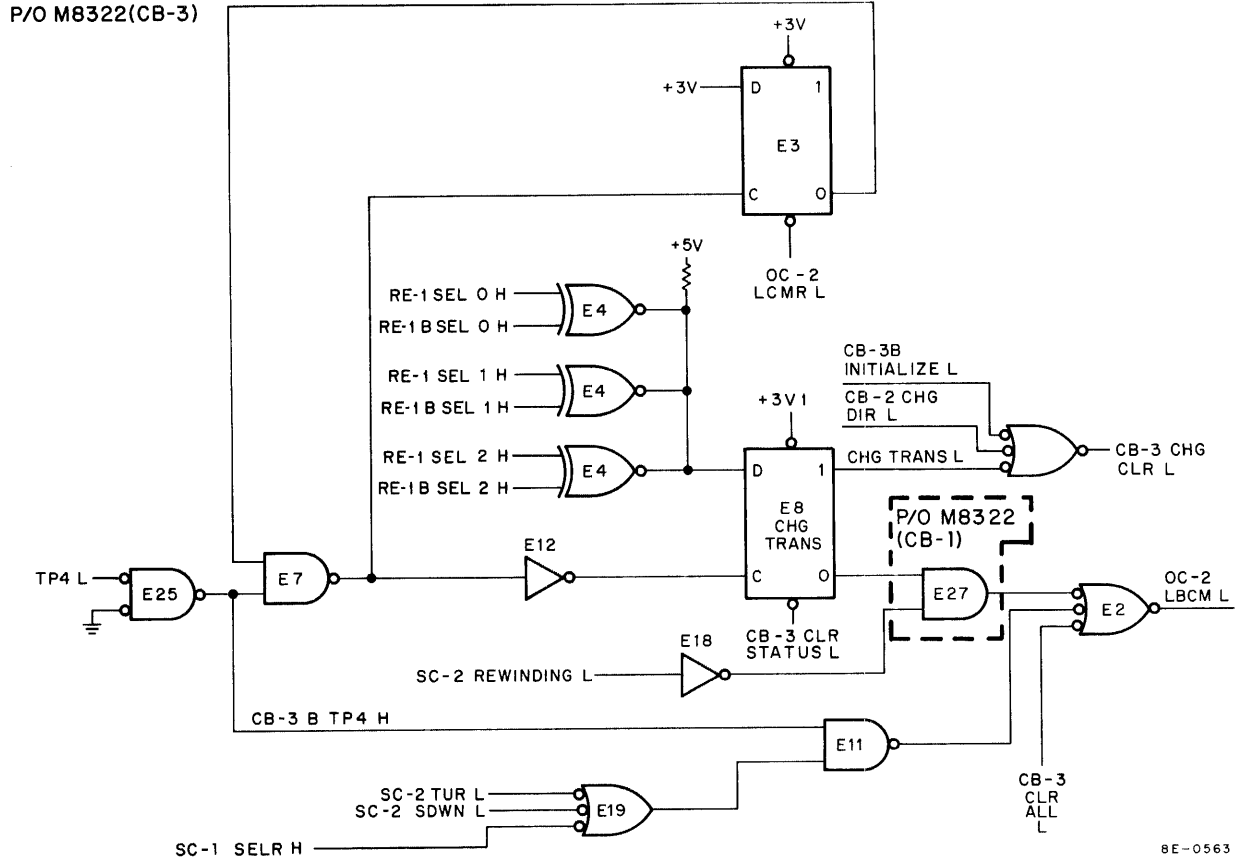 P/O M8322(CB-3)
+3V
+3V
D 1
E3
C 0
OC-2
LCMR L
+5V
RE-1 SEL 0 H
RE-1 B SEL 0 H
E4
RE-1 SEL 1 H
RE-1B SEL 1 H
E4
RE-1 SEL 2 H
RE-1B SEL 2 H
E4
+3V1
D 1
E8
CHG
TRANS
C 0
CB-3 CLR
STATUS L
CB-3B
INITIALIZE L
CB-2 CHG
DIR L
CHG TRANS L
CB-3 CHG
CLR L
P/O M8322
(CB-1)
E27
TP4 L
E25
E7
E12
E18
SC-2 REWINDING L
OC-2
LBCM L
E2
CB-3 B TP4 H
E11
SC-2 TUR L
SC-2 SDWN L
E19
SC-1 SELR H
CB-3
CLR
ALL
L
8E-0563